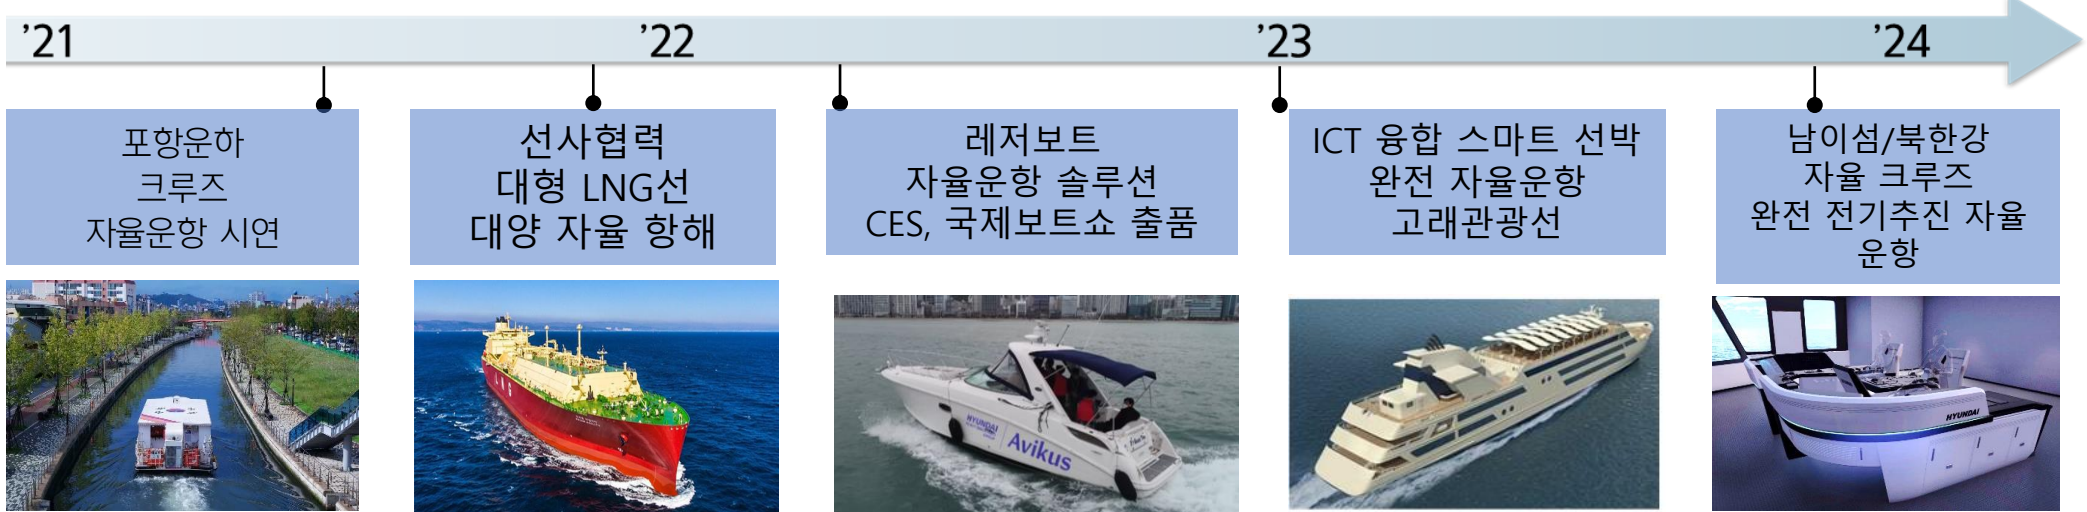 ’21
’22
’23
’24
포항운하
크루즈
자율운항 시연
선사협력
대형 LNG선
대양 자율 항해
레저보트
자율운항 솔루션
CES, 국제보트쇼 출품
ICT 융합 스마트 선박
완전 자율운항
고래관광선
남이섬/북한강
자율 크루즈
완전 전기추진 자율
운항
LNG
HYUNDAI
Avikus
HYUNDAI